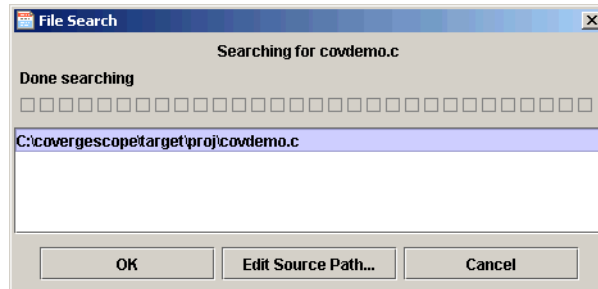 File Search
Searching for covdemo.c
Done searching
C:\covergescope\target\proj\covdemo.c
OK
Edit Source Path...
Cancel